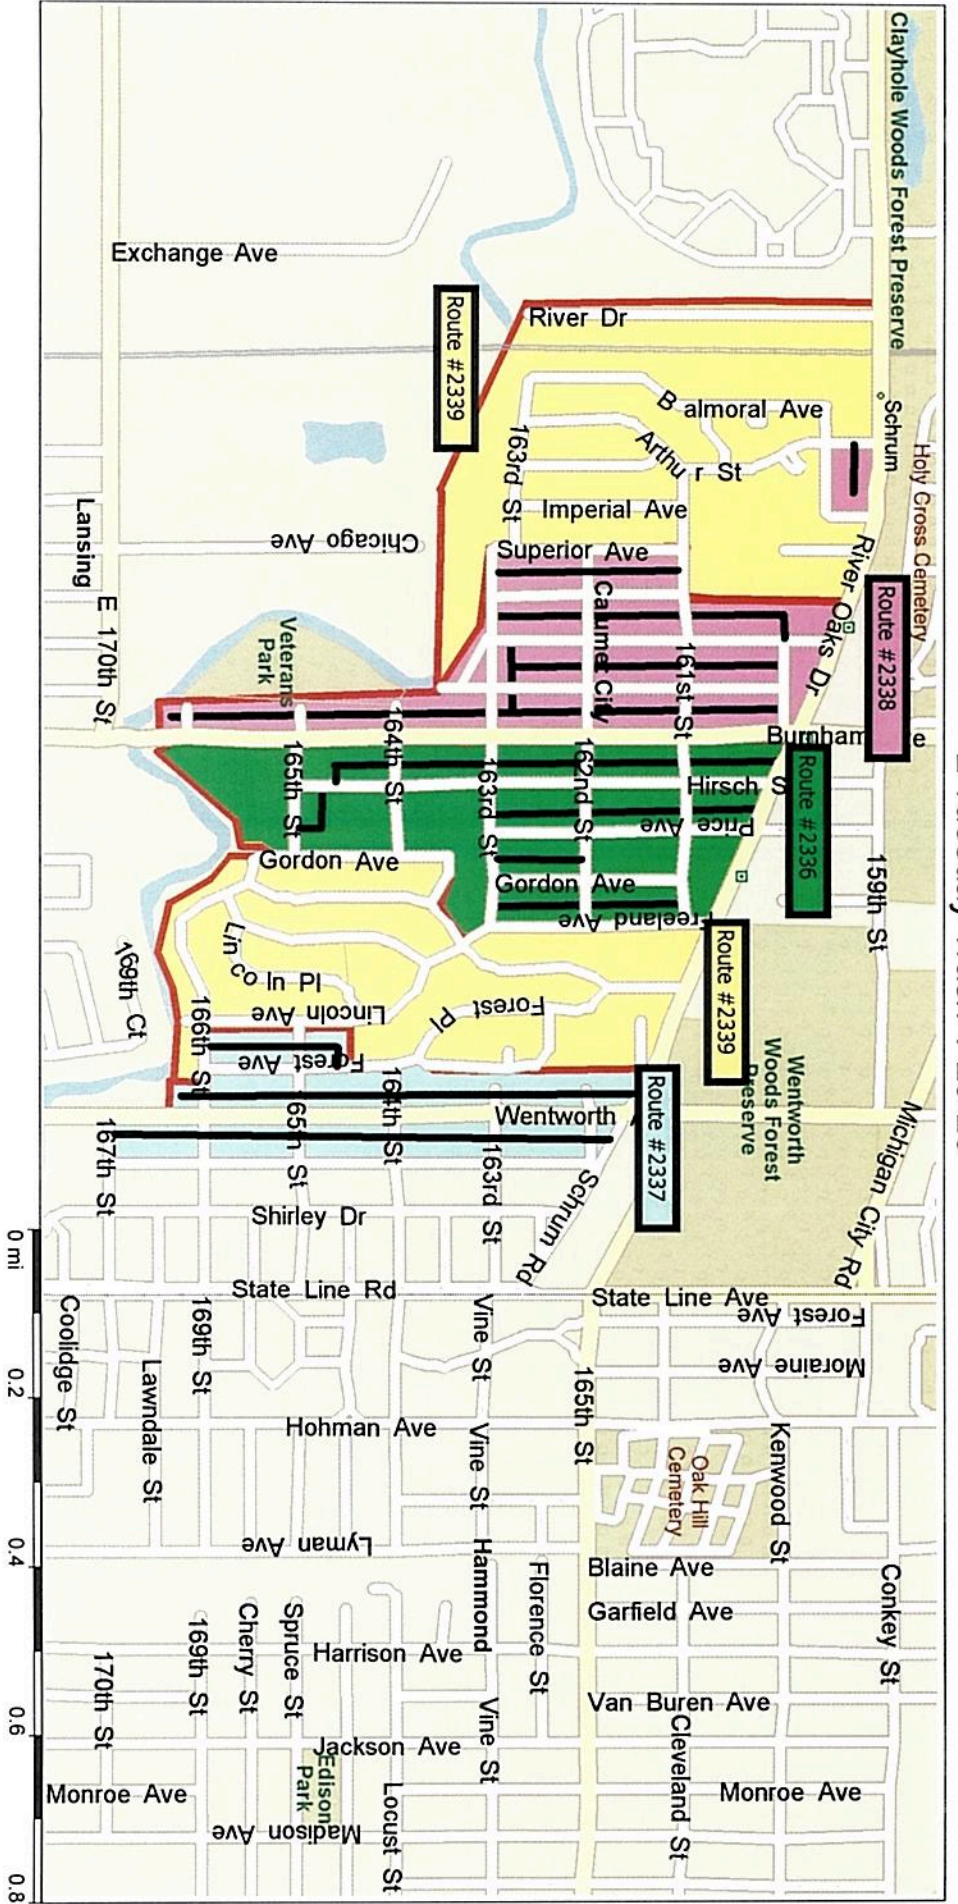 Clayhole Woods Forest Preserve
Exchange Ave
River Dr
Route #2339
Balmoral Ave
Schrum
Arthur St
Holy Cross Cemetery
163rd St
Imperial Ave
Lansing
Chicago Ave
Superior Ave
River Oaks Dr
Calumet City
Route #2338
E 170th St
Veterans
Park
161st St
164th St
Burnham
165th St
163rd St
162nd St
Hirsch S
Route #2336
Price Ave
Gordon Ave
159th St
Gordon Ave
Freeland Ave
Lincoln Pl
Route #2339
169th Ct
Lincoln Ave
Forest Pl
166th St
Forest Ave
Wentworth
Woods Forest
Preserve
164th St
Route #2337
165th St
Wentworth
167th St
163rd St
Michigan City Rd
Schrum Rd
Shirley Dr
State Line Rd
State Line Ave
Forest Ave
Coolidge St
169th St
Vine St
Moraine Ave
Lawndale St
165th St
Hohman Ave
Vine St
Oak Hill
Cemetery
Kenwood St
Lyman Ave
Hammond
Florence St
Blaine Ave
Conkey St
Garfield Ave
169th St
Cherry St
Spruce St
Harrison Ave
170th St
Van Buren Ave
Vine St
Jackson Ave
Cleveland St
Edison
Park
Monroe Ave
Locust St
Monroe Ave
Madison Ave
0 mi
0.2
0.4
0.6
0.8